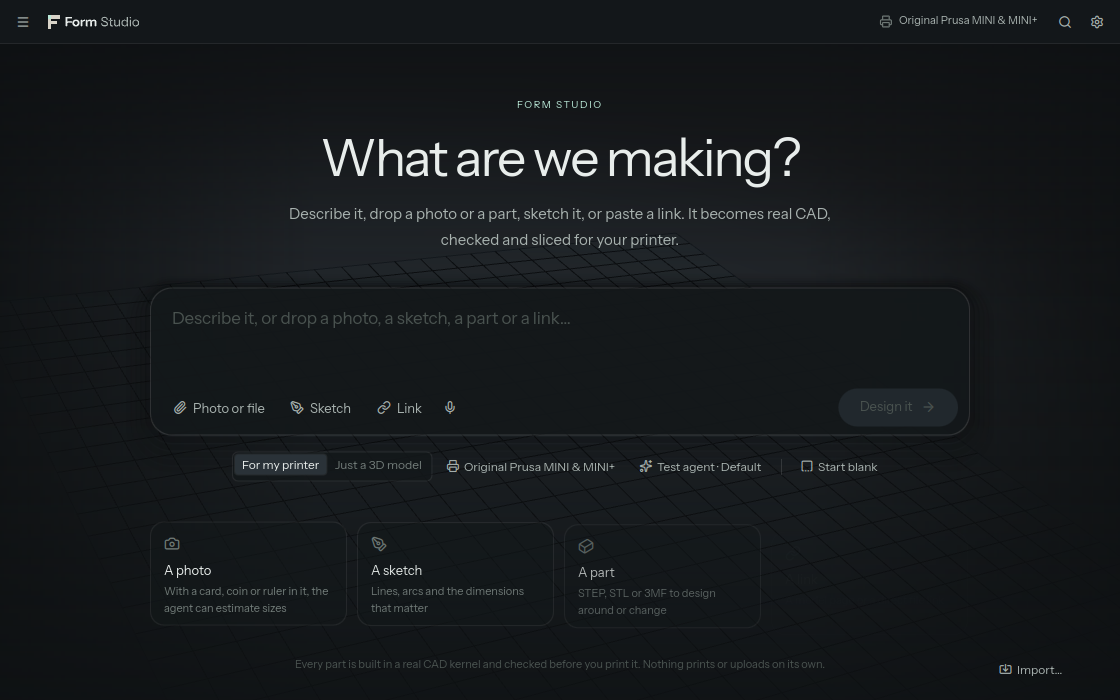 Form Studio
Original Prusa MINI & MINI+
FORM STUDIO
What are we making?
Describe it, drop a photo or a part, sketch it, or paste a link. It becomes real CAD,
checked and sliced for your printer.
Describe it, or drop a photo, a sketch, a part or a link...
Photo or file
Sketch
Link
Design it
For my printer
Just a 3D model
Original Prusa MINI & MINI+
Test agent · Default
Start blank
A photo
With a card, coin or ruler in it, the
agent can estimate sizes
A sketch
Lines, arcs and the dimensions
that matter
A part
STEP, STL or 3MF to design
around or change
Every part is built in a real CAD kernel and checked before you print it. Nothing prints or uploads on its own.
Import...